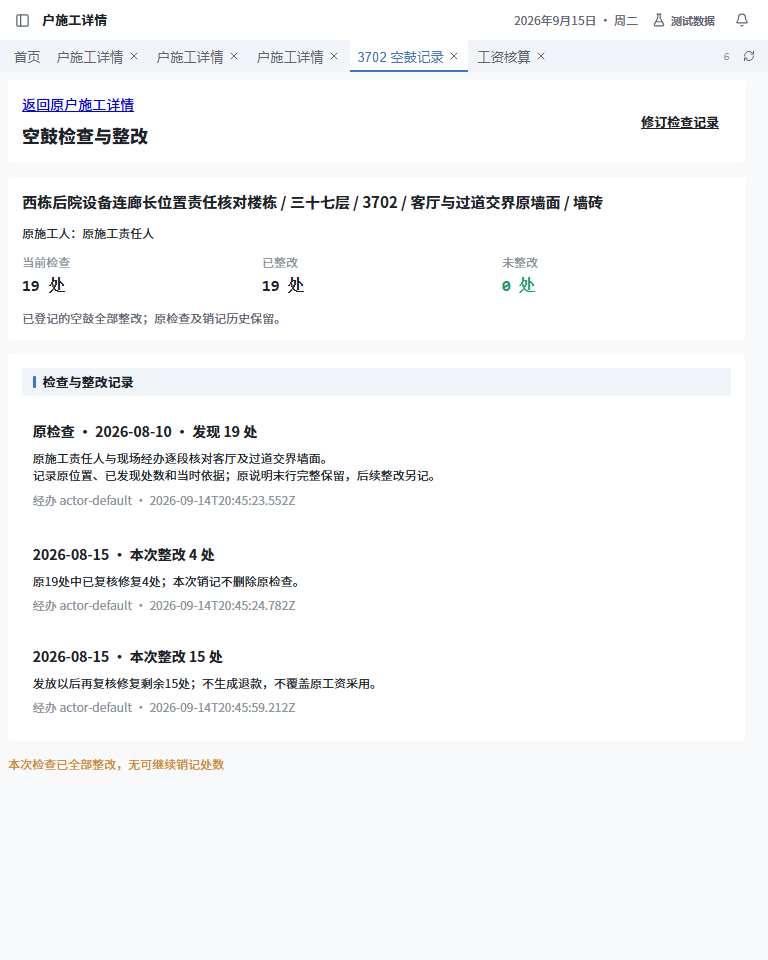 户施工详情
2026年9月15日 • 周二
测试数据
首页
户施工详情
户施工详情
户施工详情
3702 空鼓记录
工资核算
6
返回原户施工详情
空鼓检查与整改
修订检查记录
西栋后院设备连廊长位置责任核对楼栋 / 三十七层 / 3702 / 客厅与过道交界原墙面 / 墙砖
原施工人：原施工责任人
当前检查
已整改
未整改
19 处
19 处
0 处
已登记的空鼓全部整改；原检查及销记历史保留。
检查与整改记录
原检查 • 2026-08-10 • 发现 19 处
原施工责任人与现场经办逐段核对客厅及过道交界墙面。
记录原位置、已发现处数和当时依据；原说明末行完整保留，后续整改另记。
经办 actor-default • 2026-09-14T20:45:23.552Z
2026-08-15 • 本次整改 4 处
原19处中已复核修复4处；本次销记不删除原检查。
经办 actor-default • 2026-09-14T20:45:24.782Z
2026-08-15 • 本次整改 15 处
发放以后再复核修复剩余15处；不生成退款，不覆盖原工资采用。
经办 actor-default • 2026-09-14T20:45:59.212Z
本次检查已全部整改，无可继续销记处数